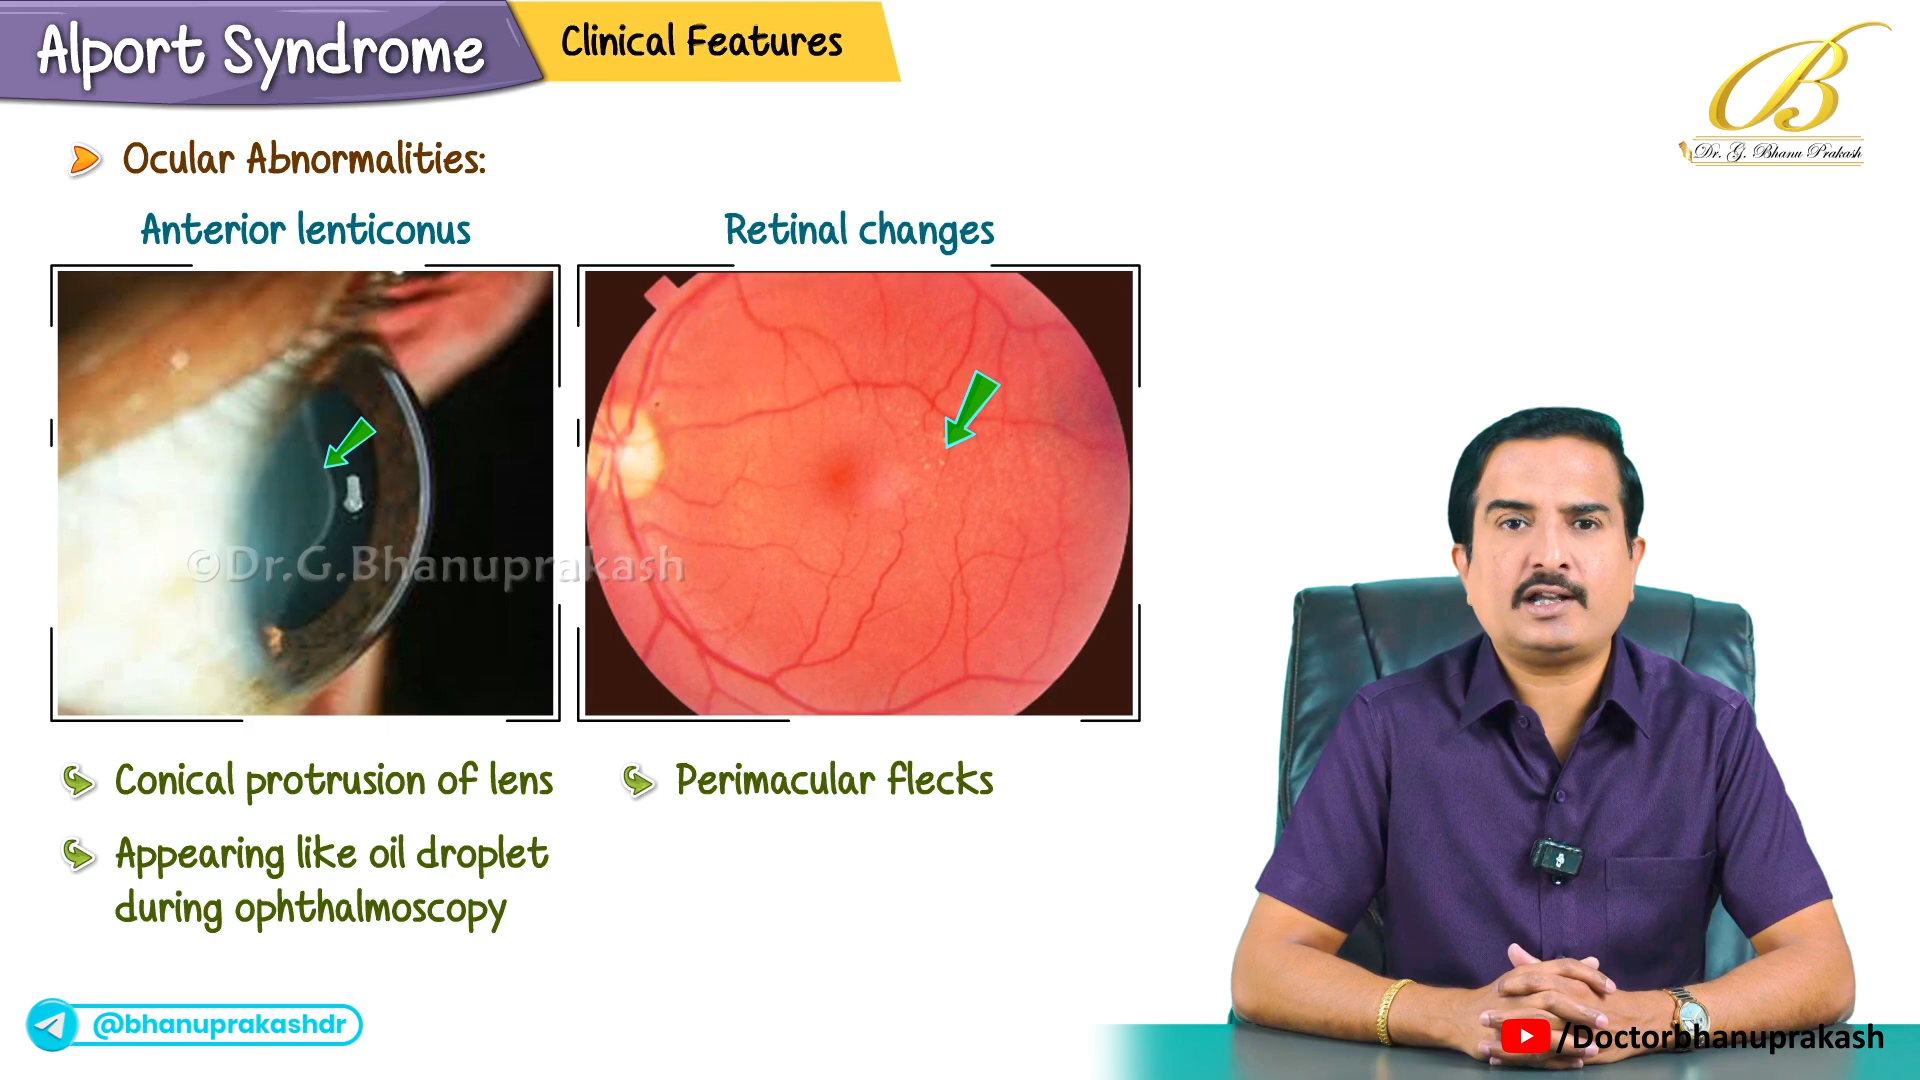 Alport Syndrome
Clinical Features
Dr. G. Bhanu Prakash
Ocular Abnormalities:
Anterior lenticonus
Retinal changes
©Dr.G.Bhanuprakash
Conical protrusion of lens
Perimacular flecks
Appearing like oil droplet
during ophthalmoscopy
@bhanuprakashdr
/Doctorbhanuprakash